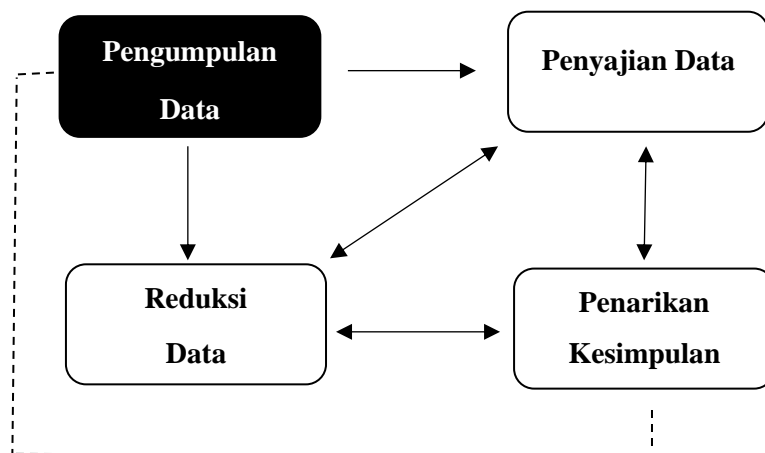 Pengumpulan
Data
Penyajian Data
Reduksi
Data
Penarikan
Kesimpulan